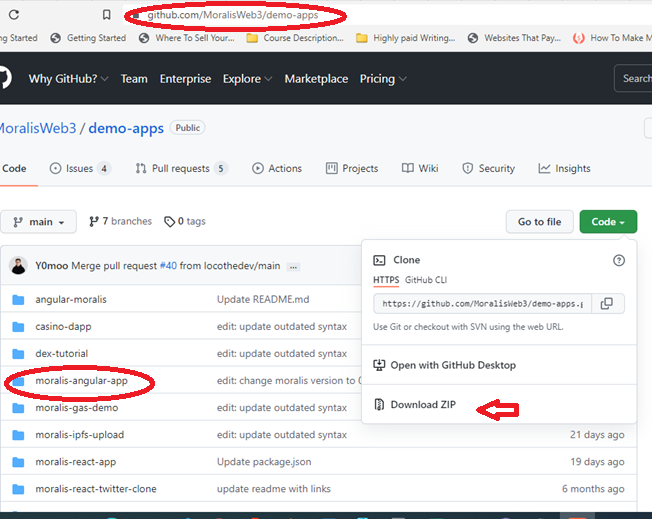 github.com/MoralisWeb3/demo-apps
ng Started Getting Started Where To Sell Your... Course Description... Highly paid Writing... Websites That Pay... How To Make M
Why GitHub? Team Enterprise Explore Marketplace Pricing Search
MoralisWeb3 / demo-apps Public
Code Issues 4 Pull requests 5 Actions Projects Wiki Security Insights
main 7 branches 0 tags Go to file Code
Y0moo Merge pull request #40 from locothedev/main ...
Clone
HTTPS GitHub CLI
https://github.com/MoralisWeb3/demo-apps.g
Use Git or checkout with SVN using the web URL.
Open with GitHub Desktop
Download ZIP
angular-moralis Update README.md
casino-dapp edit: update outdated syntax
dex-tutorial edit: update outdated syntax
moralis-angular-app edit: change moralis version to 0
moralis-gas-demo edit: update outdated syntax
moralis-ipfs-upload edit: update outdated syntax 21 days ago
moralis-react-app Update package.json 19 days ago
moralis-react-twitter-clone update readme with links 6 months ago